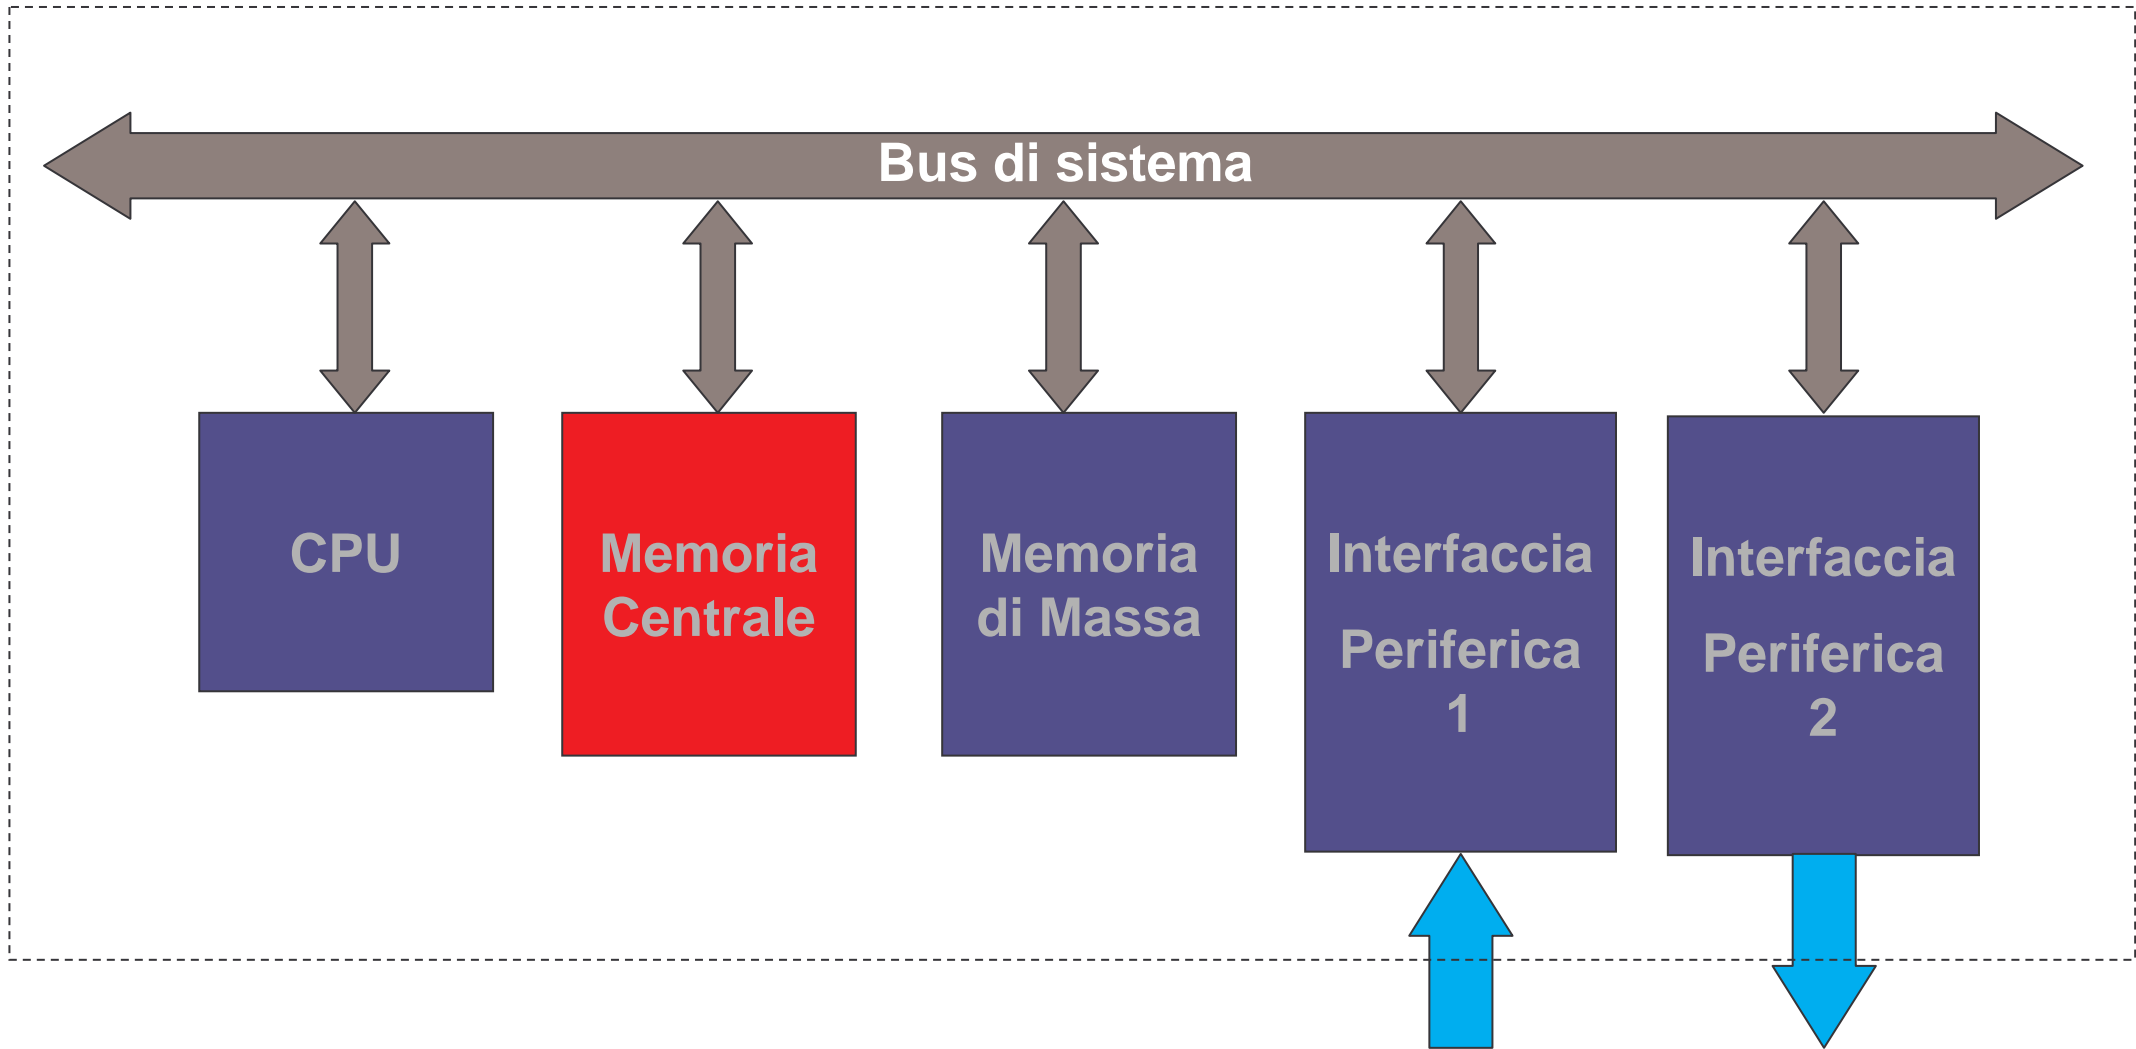 Bus di sistema
CPU
Memoria
Centrale
Memoria
di Massa
Interfaccia
Periferica
1
Interfaccia
Periferica
2